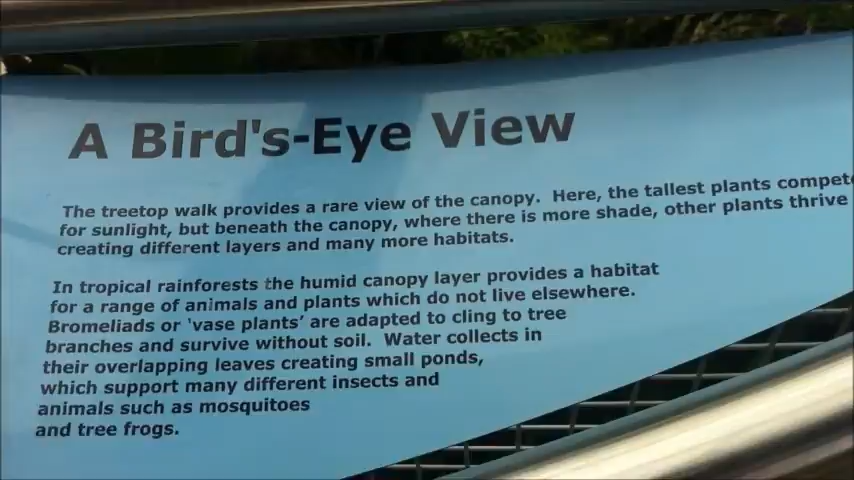 A Bird's-Eye View
The treetop walk provides a rare view of the canopy. Here, the tallest plants compete
for sunlight, but beneath the canopy, where there is more shade, other plants thrive
creating different layers and many more habitats.
In tropical rainforests the humid canopy layer provides a habitat
for a range of animals and plants which do not live elsewhere.
Bromeliads or 'vase plants' are adapted to cling to tree
branches and survive without soil. Water collects in
their overlapping leaves creating small ponds,
which support many different insects and
animals such as mosquitoes
and tree frogs.